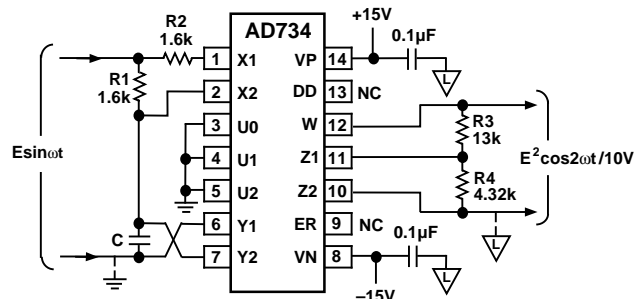 AD734
+15V
0.1µF
L
R2
1.6k
R1
1.6k
1 X1
2 X2
3 U0
4 U1
5 U2
6 Y1
7 Y2
VP 14
DD 13 NC
W 12
Z1 11
Z2 10
ER 9 NC
VN 8
R3
13k
R4
4.32k
Esinωt
E²cos2ωt/10V
C
L
0.1µF
L
–15V